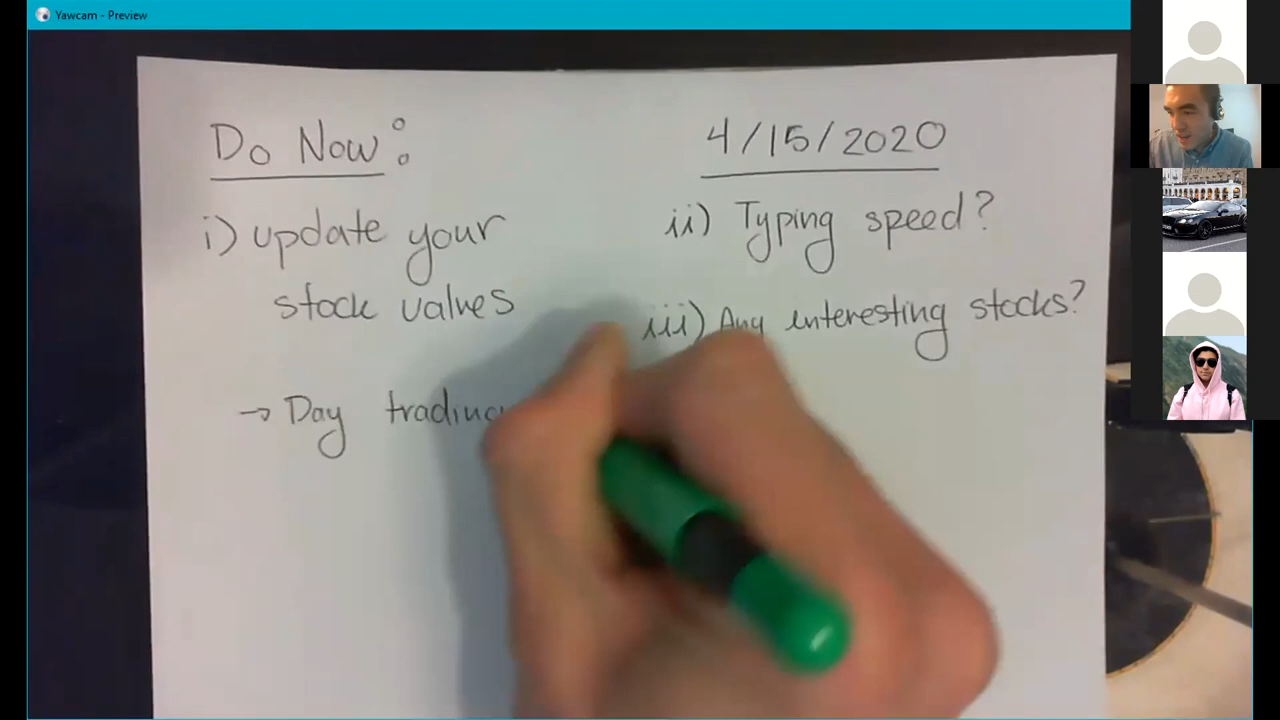 Yawcam - Preview
Do Now:
4/15/2020
i) update your
stock values
ii) Typing speed?
iii) Any interesting stocks?
→ Day trading